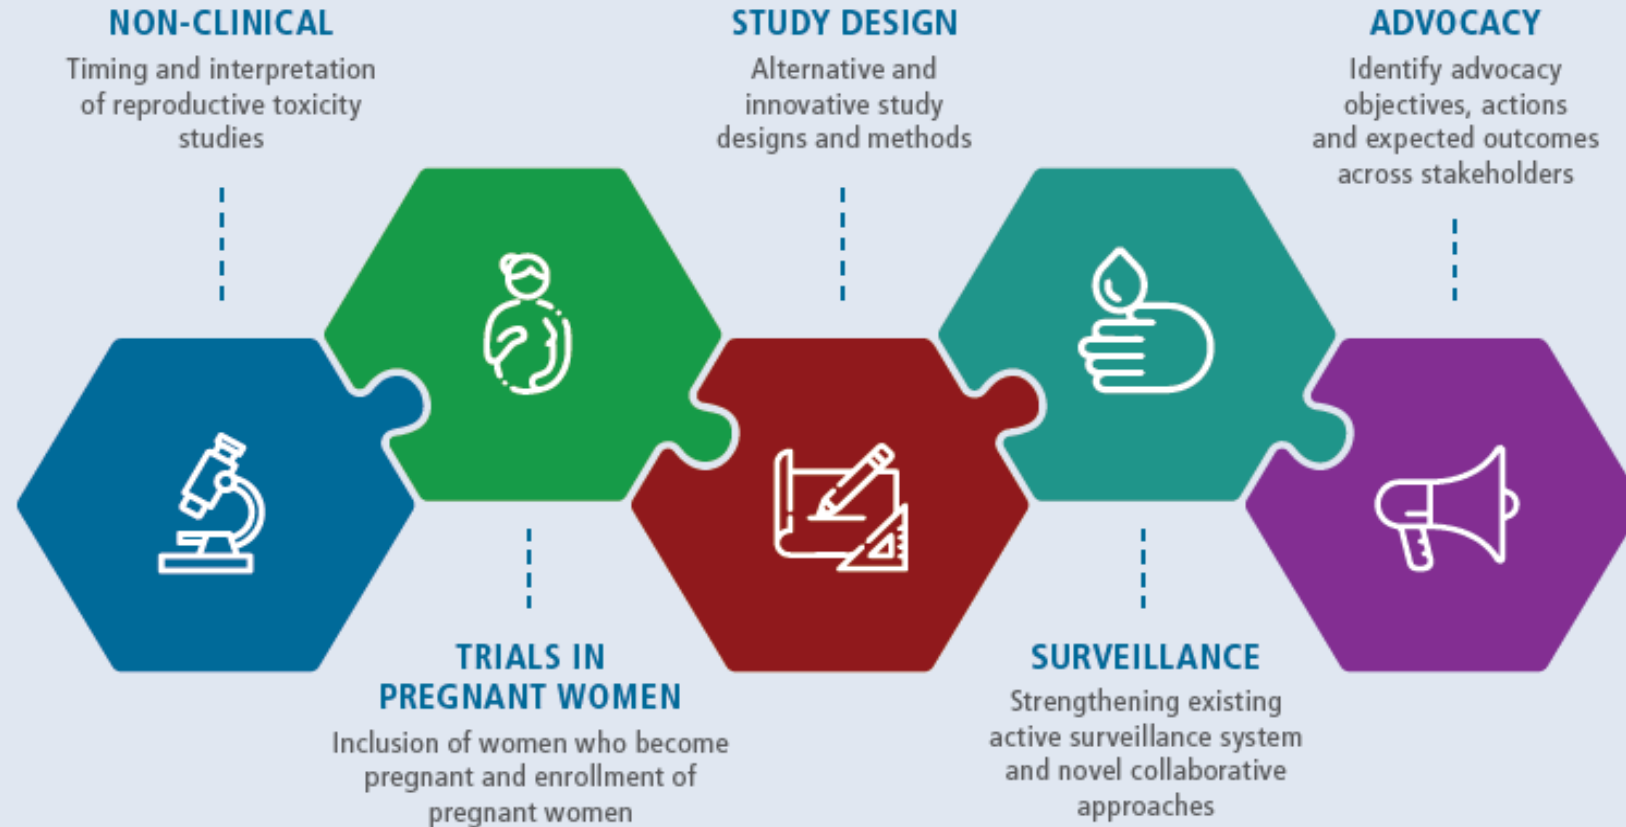 NON-CLINICAL
Timing and interpretation
of reproductive toxicity
studies
TRIALS IN
PREGNANT WOMEN
Inclusion of women who become
pregnant and enrollment of
pregnant women
STUDY DESIGN
Alternative and
innovative study
designs and methods
SURVEILLANCE
Strengthening existing
active surveillance system
and novel collaborative
approaches
ADVOCACY
Identify advocacy
objectives, actions
and expected outcomes
across stakeholders